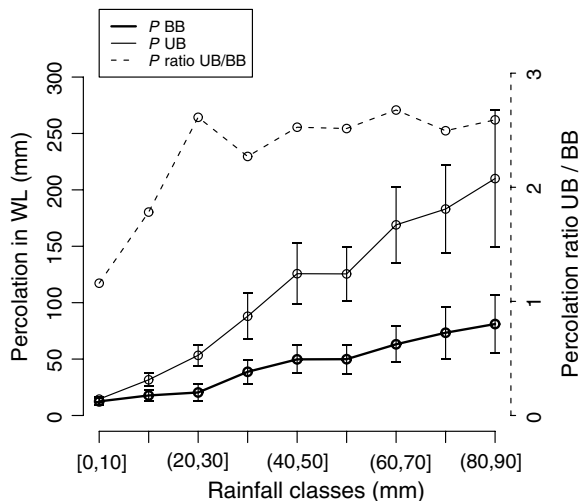 P BB
P UB
P ratio UB/BB
Percolation in WL (mm)
300
250
200
150
100
50
0
3
2
1
0
Percolation ratio UB / BB
[0,10] (20,30] (40,50] (60,70] (80,90]
Rainfall classes (mm)